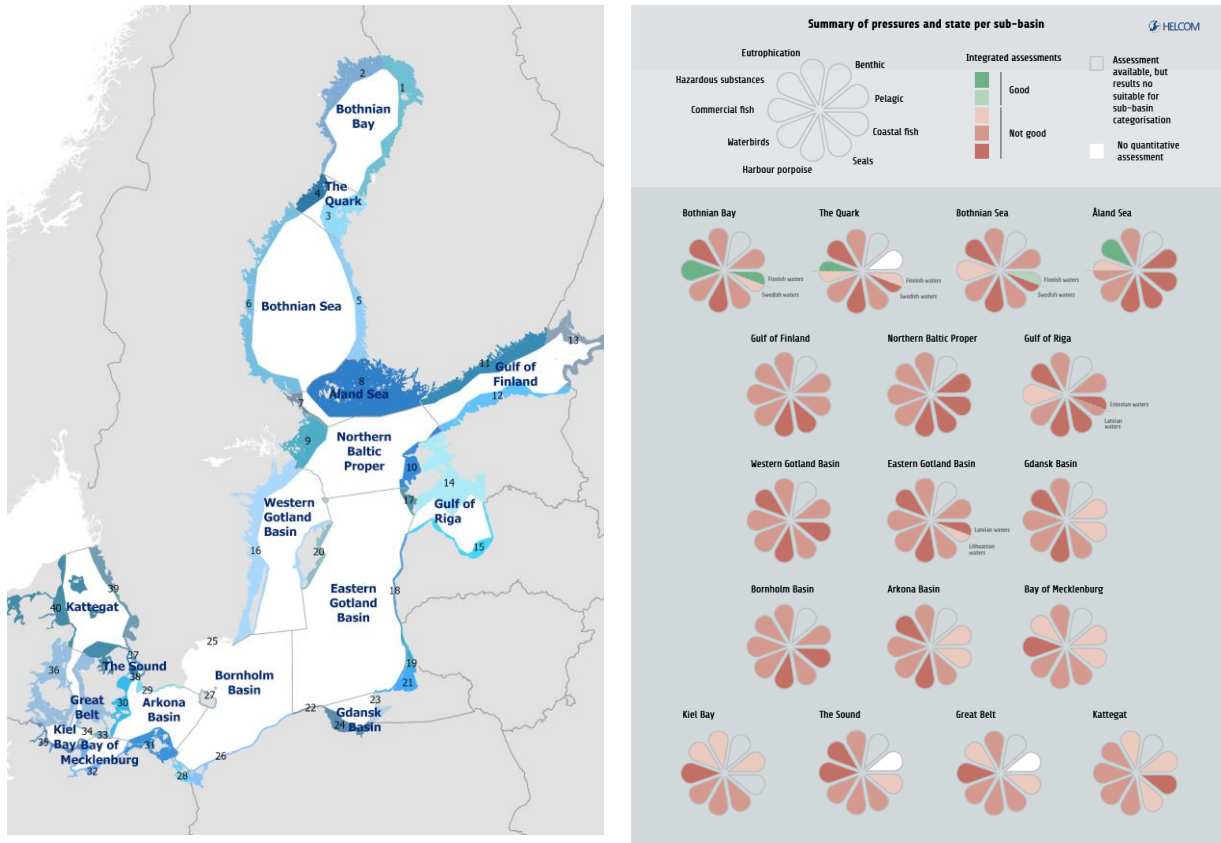 2
1
Bothnian
Bay
The
Quark
4
3
Bothnian Sea
6
5
13
11
Gulf of
Finland
12
8
Åland Sea
7
9
Northern
Baltic
Proper
10
14
17
Gulf of
Riga
15
Western
Gotland
Basin
16
20
Eastern
Gotland
Basin
18
39
40
Kattegat
25
37
The Sound
38
36
19
21
Bornholm
Basin
27
29
Great
Belt
30
Arkona
Basin
22
23
Gdansk
Basin
24
34
33
Kiel
Bay
35
Bay of
Mecklenburg
31
32
26
28
Summary of pressures and state per sub-basin
HELCOM
Eutrophication
Benthic
Hazardous substances
Pelagic
Commercial fish
Coastal fish
Waterbirds
Seals
Harbour porpoise
Integrated assessments
Good
Not good
Assessment
available, but
results no
suitable for
sub-basin
categorisation
No quantitative
assessment
Bothnian Bay
The Quark
Bothnian Sea
Åland Sea
Finnish waters
Swedish waters
Finnish waters
Swedish waters
Finnish waters
Swedish waters
Gulf of Finland
Northern Baltic Proper
Gulf of Riga
Estonian waters
Latvian
waters
Western Gotland Basin
Eastern Gotland Basin
Gdansk Basin
Latvian waters
Lithuanian
waters
Bornholm Basin
Arkona Basin
Bay of Mecklenburg
Kiel Bay
The Sound
Great Belt
Kattegat